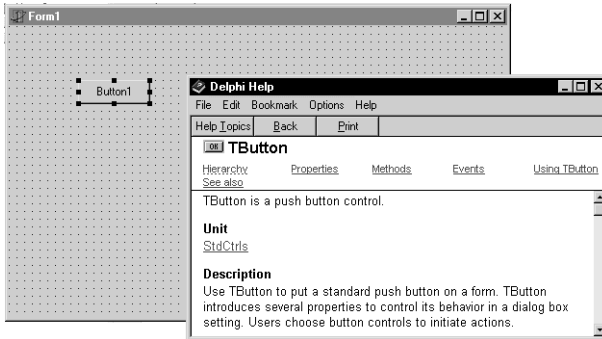 Form1
Button1
Delphi Help
File Edit Bookmark Options Help
Help Topics Back Print
OK TButton
Hierarchy Properties Methods Events Using TButton
See also
TButton is a push button control.
Unit
StdCtrls
Description
Use TButton to put a standard push button on a form. TButton
introduces several properties to control its behavior in a dialog box
setting. Users choose button controls to initiate actions.